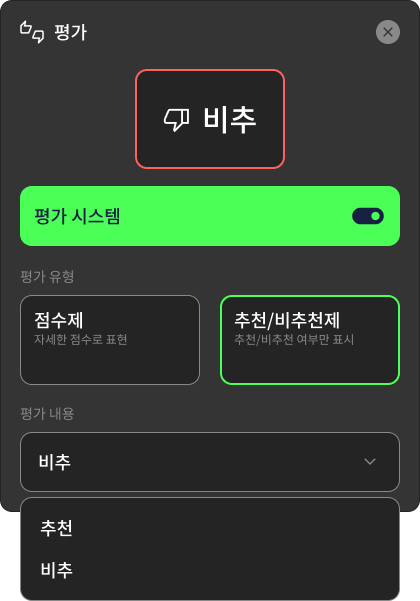 평가
비추
평가 시스템
평가 유형
점수제
자세한 점수로 표현
추천/비추천제
추천/비추천 여부만 표시
평가 내용
비추
추천
비추